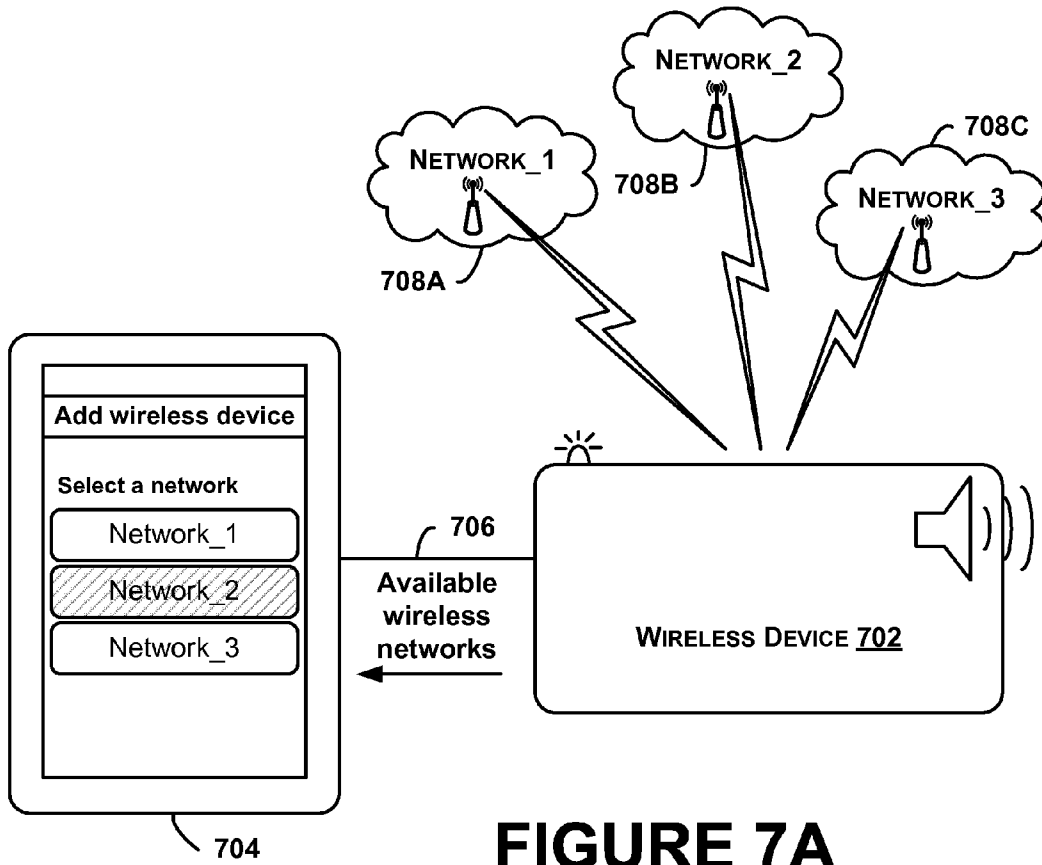 NETWORK_2
708C
NETWORK_1
708B
NETWORK_3
708A
Add wireless device
Select a network
Network_1
Network_2
Network_3
706
Available
wireless
networks
WIRELESS DEVICE 702
704
FIGURE 7A